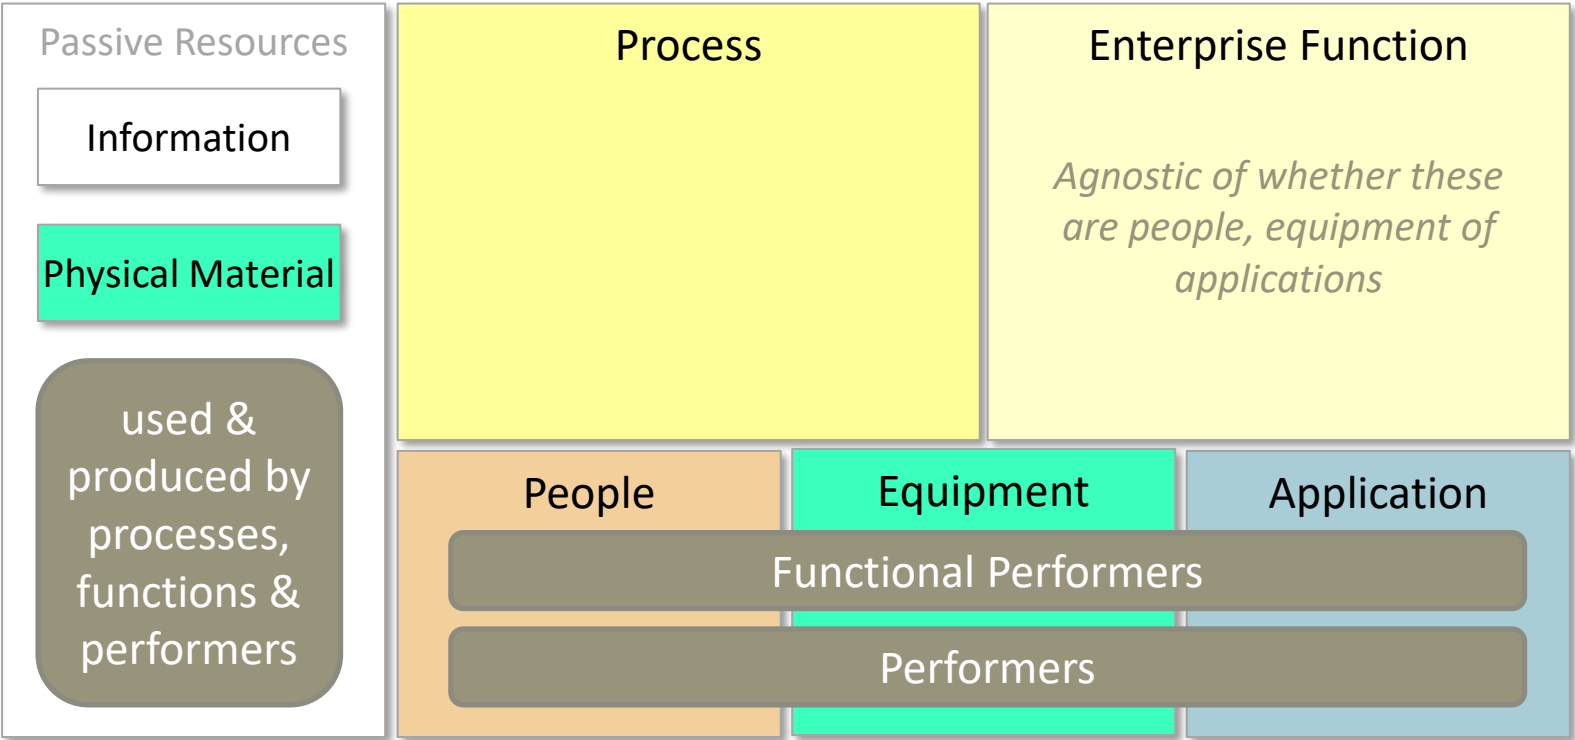 Passive Resources
Information
Physical Material
used &
produced by
processes,
functions &
performers
Process
Enterprise Function
Agnostic of whether these
are people, equipment of
applications
People
Equipment
Application
Functional Performers
Performers